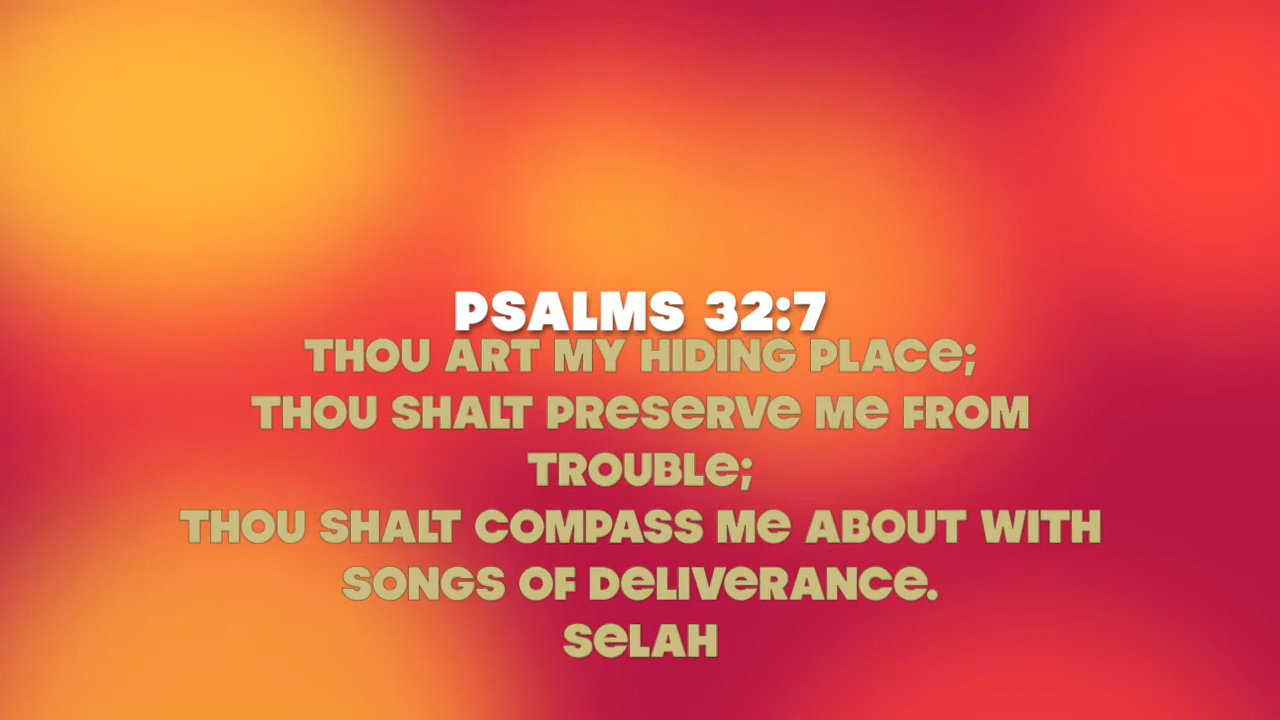 PSALMS 32:7
THOU ART MY HIDING PLACe;
THOU SHALT PReSeRVe Me FROM
TROUBLe;
THOU SHALT COMPASS Me ABOUT WITH
SONGS OF DeLIVeRANCe.
SeLAH